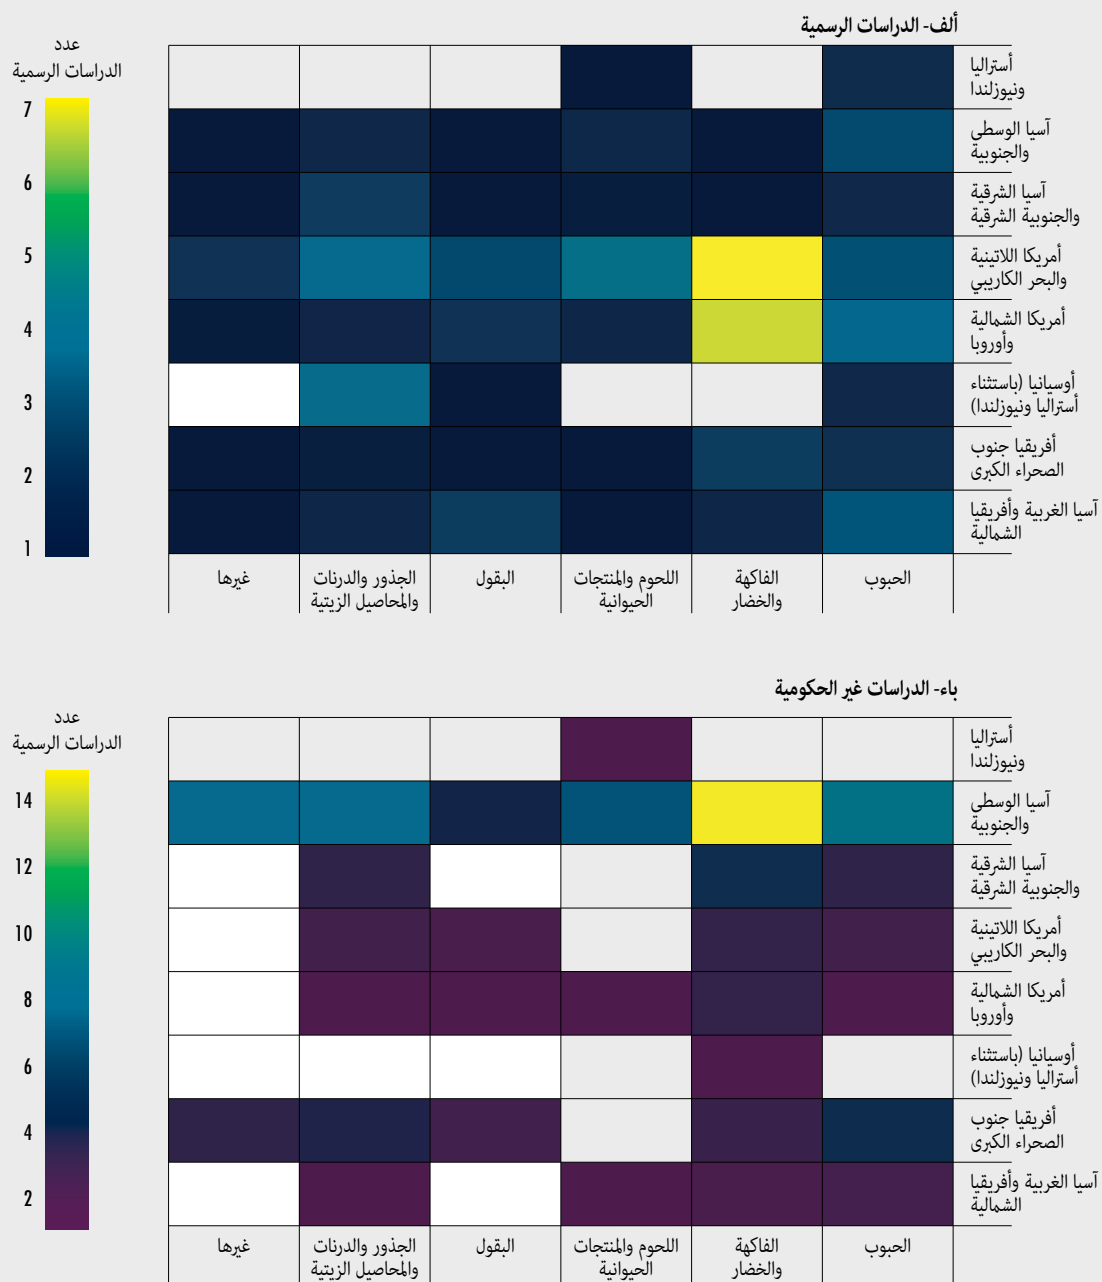 ألف- الدراسات الرسمية
عدد
الدراسات الرسمية
7
6
5
4
3
2
1
أستراليا
ونيوزلندا
آسيا الوسطى
والجنوبية
آسيا الشرقية
والجنوبية الشرقية
أمريكا اللاتينية
والبحر الكاريبي
أمريكا الشمالية
وأوروبا
أوسيانيا (باستثناء
أستراليا ونيوزلندا)
أفريقيا جنوب
الصحراء الكبرى
آسيا الغربية وأفريقيا
الشمالية
الحبوب
الفاكهة
والخضار
اللحوم والمنتجات
الحيوانية
البقول
الجذور والدرنات
والمحاصيل الزيتية
غيرها
باء- الدراسات غير الحكومية
عدد
الدراسات الرسمية
14
12
10
8
6
4
2
أستراليا
ونيوزلندا
آسيا الوسطى
والجنوبية
آسيا الشرقية
والجنوبية الشرقية
أمريكا اللاتينية
والبحر الكاريبي
أمريكا الشمالية
وأوروبا
أوسيانيا (باستثناء
أستراليا ونيوزلندا)
أفريقيا جنوب
الصحراء الكبرى
آسيا الغربية وأفريقيا
الشمالية
الحبوب
الفاكهة
والخضار
اللحوم والمنتجات
الحيوانية
البقول
الجذور والدرنات
والمحاصيل الزيتية
غيرها